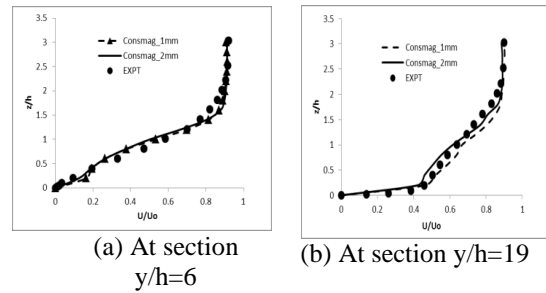 3.5
3
2.5
2
1.5
1
0.5
0
z/h
Consmag_1mm
Consmag_2mm
EXPT
0 0.2 0.4 0.6 0.8 1
U/Uo
(a) At section
y/h=6
3.5
3
2.5
2
1.5
1
0.5
0
z/h
Consmag_1mm
Consmag_2mm
EXPT
0 0.2 0.4 0.6 0.8 1
U/Uo
(b) At section y/h=19